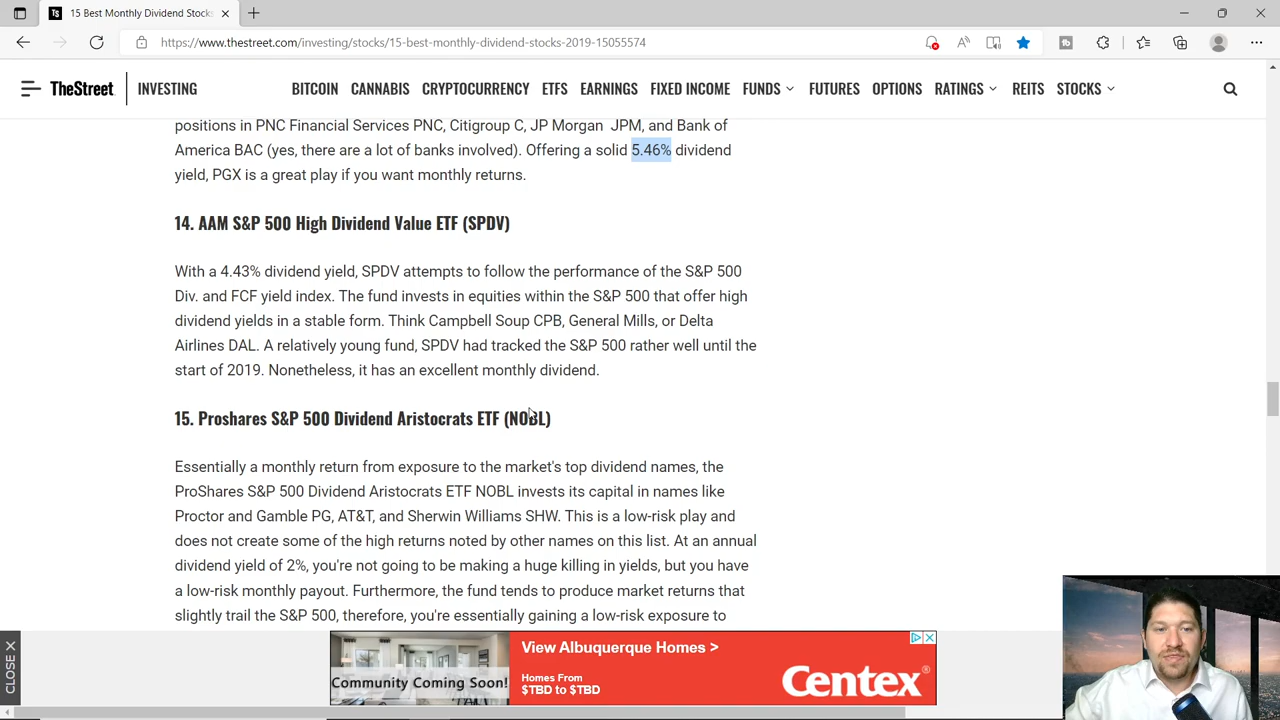 15 Best Monthly Dividend Stocks
https://www.thestreet.com/investing/stocks/15-best-monthly-dividend-stocks-2019-15055574
TheStreet INVESTING BITCOIN CANNABIS CRYPTOCURRENCY ETFS EARNINGS FIXED INCOME FUNDS FUTURES OPTIONS RATINGS REITS STOCKS
positions in PNC Financial Services PNC, Citigroup C, JP Morgan JPM, and Bank of
America BAC (yes, there are a lot of banks involved). Offering a solid 5.46% dividend
yield, PGX is a great play if you want monthly returns.
14. AAM S&P 500 High Dividend Value ETF (SPDV)
With a 4.43% dividend yield, SPDV attempts to follow the performance of the S&P 500
Div. and FCF yield index. The fund invests in equities within the S&P 500 that offer high
dividend yields in a stable form. Think Campbell Soup CPB, General Mills, or Delta
Airlines DAL. A relatively young fund, SPDV had tracked the S&P 500 rather well until the
start of 2019. Nonetheless, it has an excellent monthly dividend.
15. Proshares S&P 500 Dividend Aristocrats ETF (NOBL)
Essentially a monthly return from exposure to the market's top dividend names, the
ProShares S&P 500 Dividend Aristocrats ETF NOBL invests its capital in names like
Proctor and Gamble PG, AT&T, and Sherwin Williams SHW. This is a low-risk play and
does not create some of the high returns noted by other names on this list. At an annual
dividend yield of 2%, you're not going to be making a huge killing in yields, but you have
a low-risk monthly payout. Furthermore, the fund tends to produce market returns that
slightly trail the S&P 500, therefore, you're essentially gaining a low-risk exposure to
CLOSE X
Community Coming Soon!
View Albuquerque Homes >
Homes From
$TBD to $TBD
Centex®